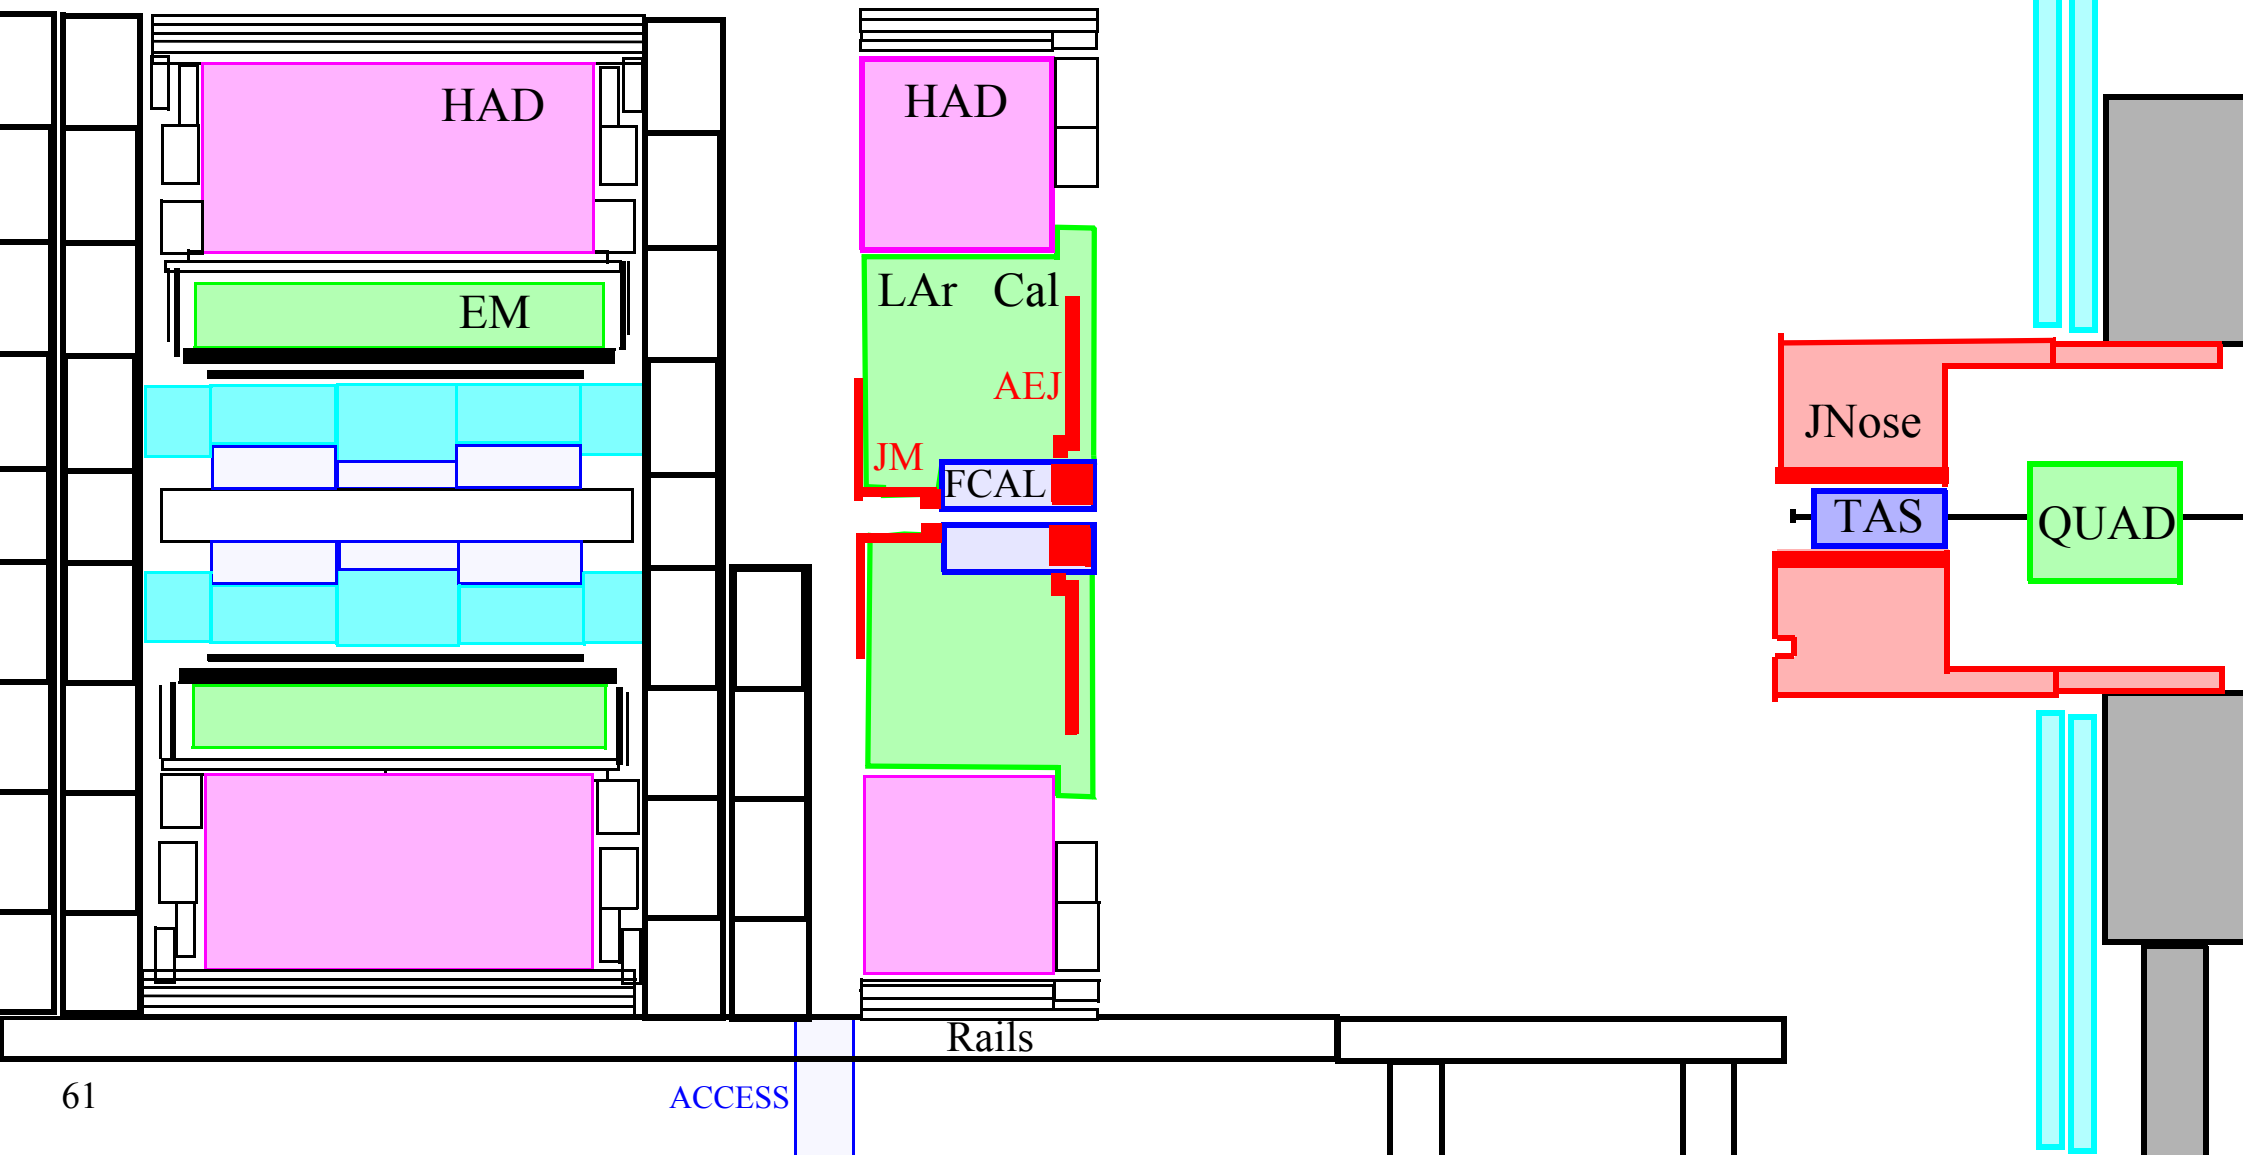 HAD
HAD
EM
LAr Cal
AEJ
JM
FCAL
JNose
TAS
QUAD
Rails
61
ACCESS